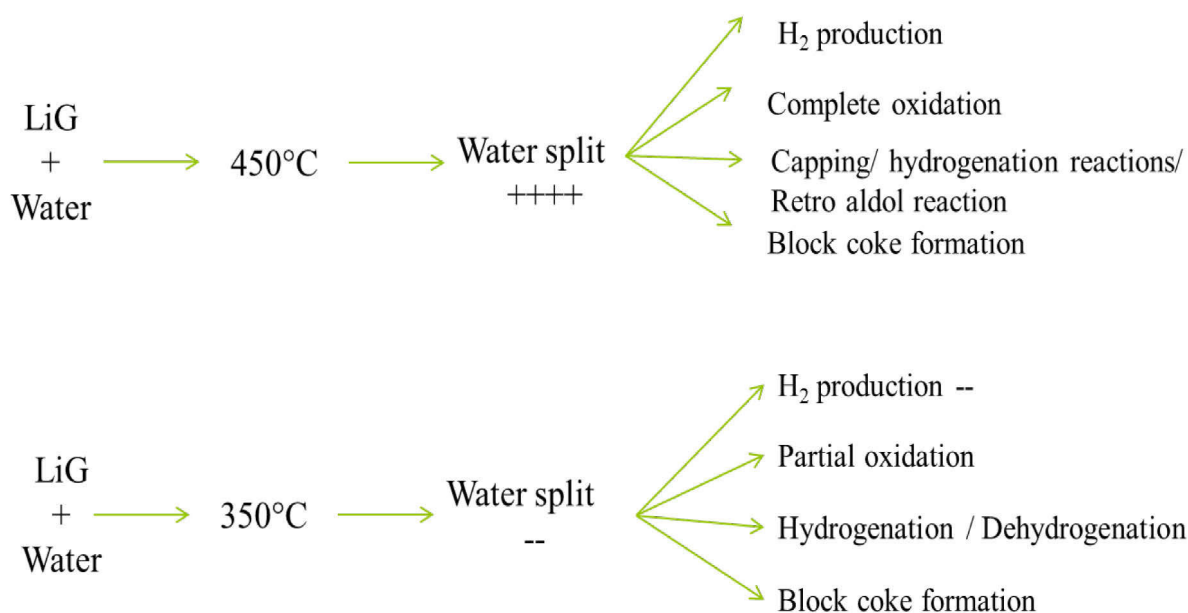 LiG
+
Water
450°C
Water split
++++
H₂ production
Complete oxidation
Capping/ hydrogenation reactions/
Retro aldol reaction
Block coke formation
LiG
+
Water
350°C
Water split
--
H₂ production --
Partial oxidation
Hydrogenation / Dehydrogenation
Block coke formation